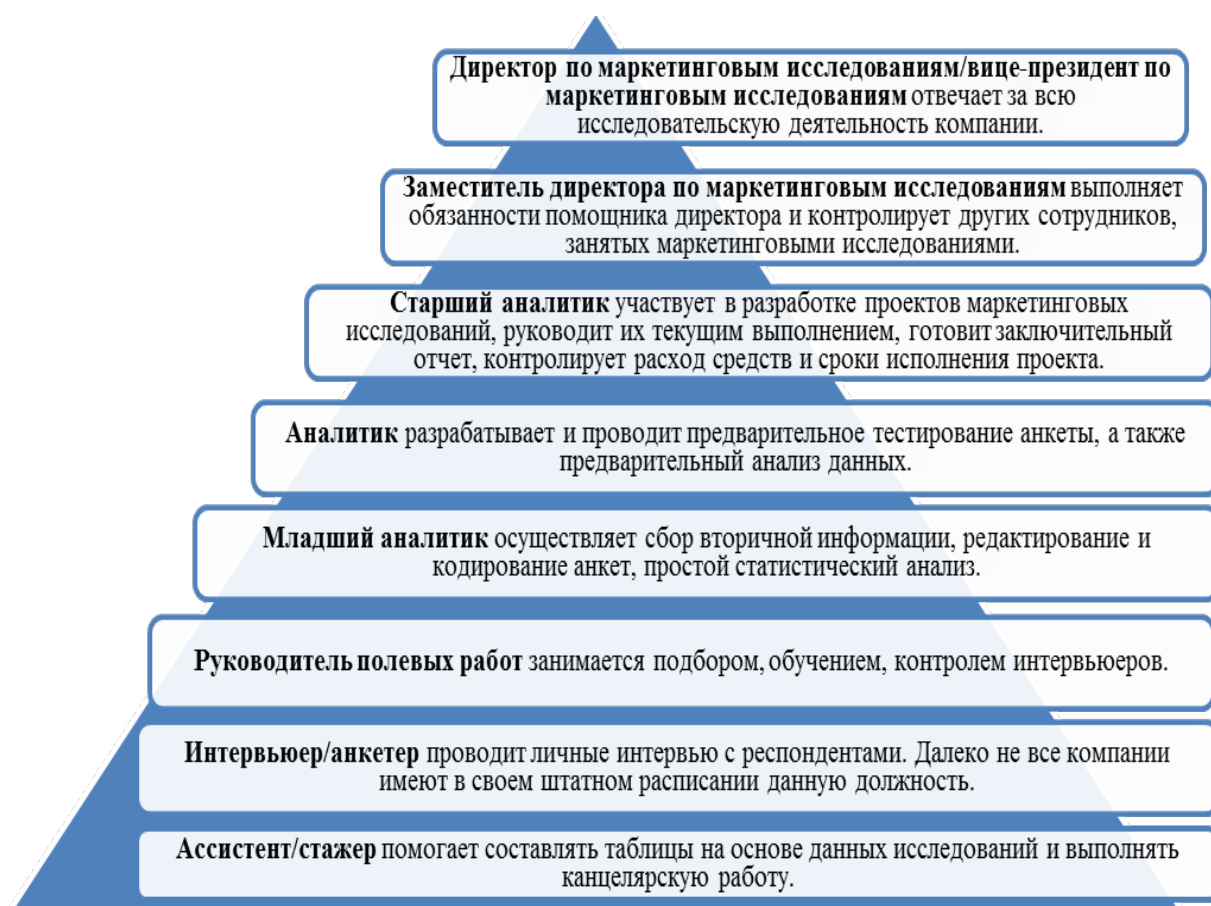 Директор по маркетинговым исследованиям/вице-президент по
маркетинговым исследованиям отвечает за всю
исследовательскую деятельность компании.
Заместитель директора по маркетинговым исследованиям выполняет
обязанности помощника директора и контролирует других сотрудников,
занятых маркетинговыми исследованиями.
Старший аналитик участвует в разработке проектов маркетинговых
исследований, руководит их текущим выполнением, готовит заключительный
отчет, контролирует расход средств и сроки исполнения проекта.
Аналитик разрабатывает и проводит предварительное тестирование анкеты, а также
предварительный анализ данных.
Младший аналитик осуществляет сбор вторичной информации, редактирование и
кодирование анкет, простой статистический анализ.
Руководитель полевых работ занимается подбором, обучением, контролем интервьюеров.
Интервьюер/анкетер проводит личные интервью с респондентами. Далеко не все компании
имеют в своем штатном расписании данную должность.
Ассистент/стажер помогает составлять таблицы на основе данных исследований и выполнять
канцелярскую работу.